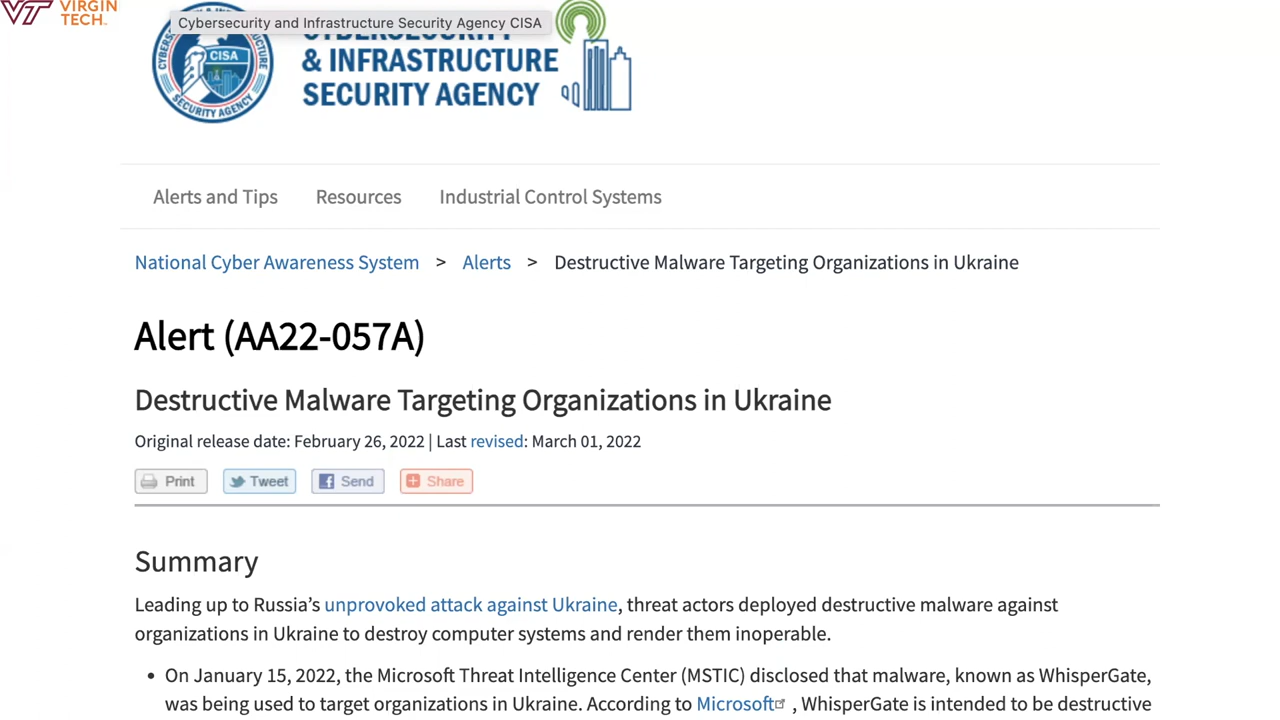 VT VIRGIN
TECH
Cybersecurity and Infrastructure Security Agency CISA
CYBERSECURITY
& INFRASTRUCTURE
SECURITY AGENCY
CISA
SECURITY AGENCY
Alerts and Tips Resources Industrial Control Systems
National Cyber Awareness System > Alerts > Destructive Malware Targeting Organizations in Ukraine
Alert (AA22-057A)
Destructive Malware Targeting Organizations in Ukraine
Original release date: February 26, 2022 | Last revised: March 01, 2022
Print Tweet Send Share
Summary
Leading up to Russia’s unprovoked attack against Ukraine, threat actors deployed destructive malware against
organizations in Ukraine to destroy computer systems and render them inoperable.
• On January 15, 2022, the Microsoft Threat Intelligence Center (MSTIC) disclosed that malware, known as WhisperGate,
was being used to target organizations in Ukraine. According to Microsoft , WhisperGate is intended to be destructive